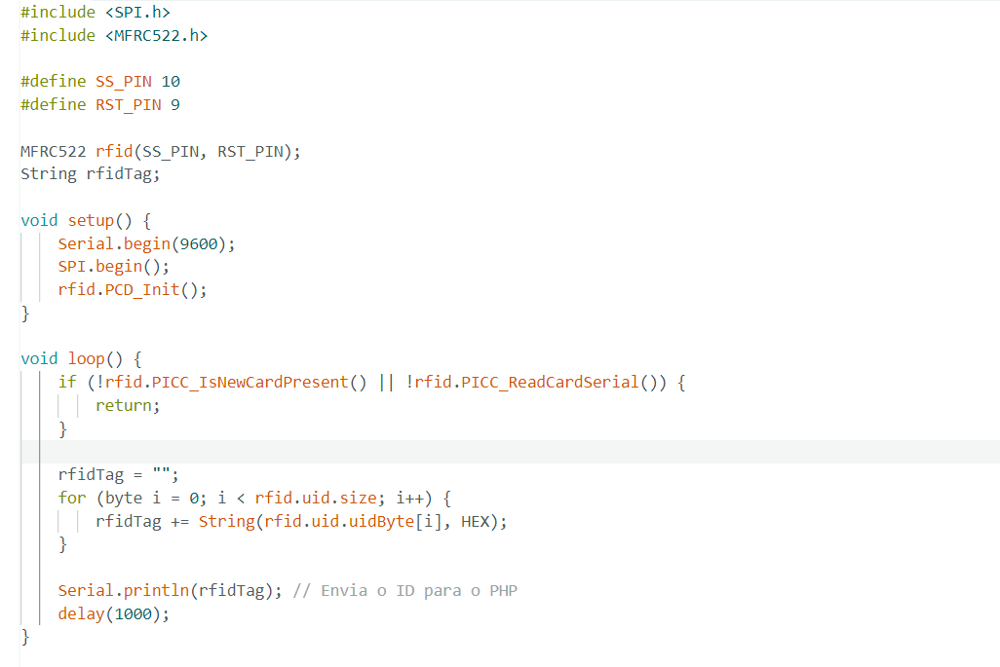 #include <SPI.h>
#include <MFRC522.h>

#define SS_PIN 10
#define RST_PIN 9

MFRC522 rfid(SS_PIN, RST_PIN);
String rfidTag;

void setup() {
    Serial.begin(9600);
    SPI.begin();
    rfid.PCD_Init();
}

void loop() {
    if (!rfid.PICC_IsNewCardPresent() || !rfid.PICC_ReadCardSerial()) {
        return;
    }

    rfidTag = "";
    for (byte i = 0; i < rfid.uid.size; i++) {
        rfidTag += String(rfid.uid.uidByte[i], HEX);
    }

    Serial.println(rfidTag); // Envia o ID para o PHP
    delay(1000);
}